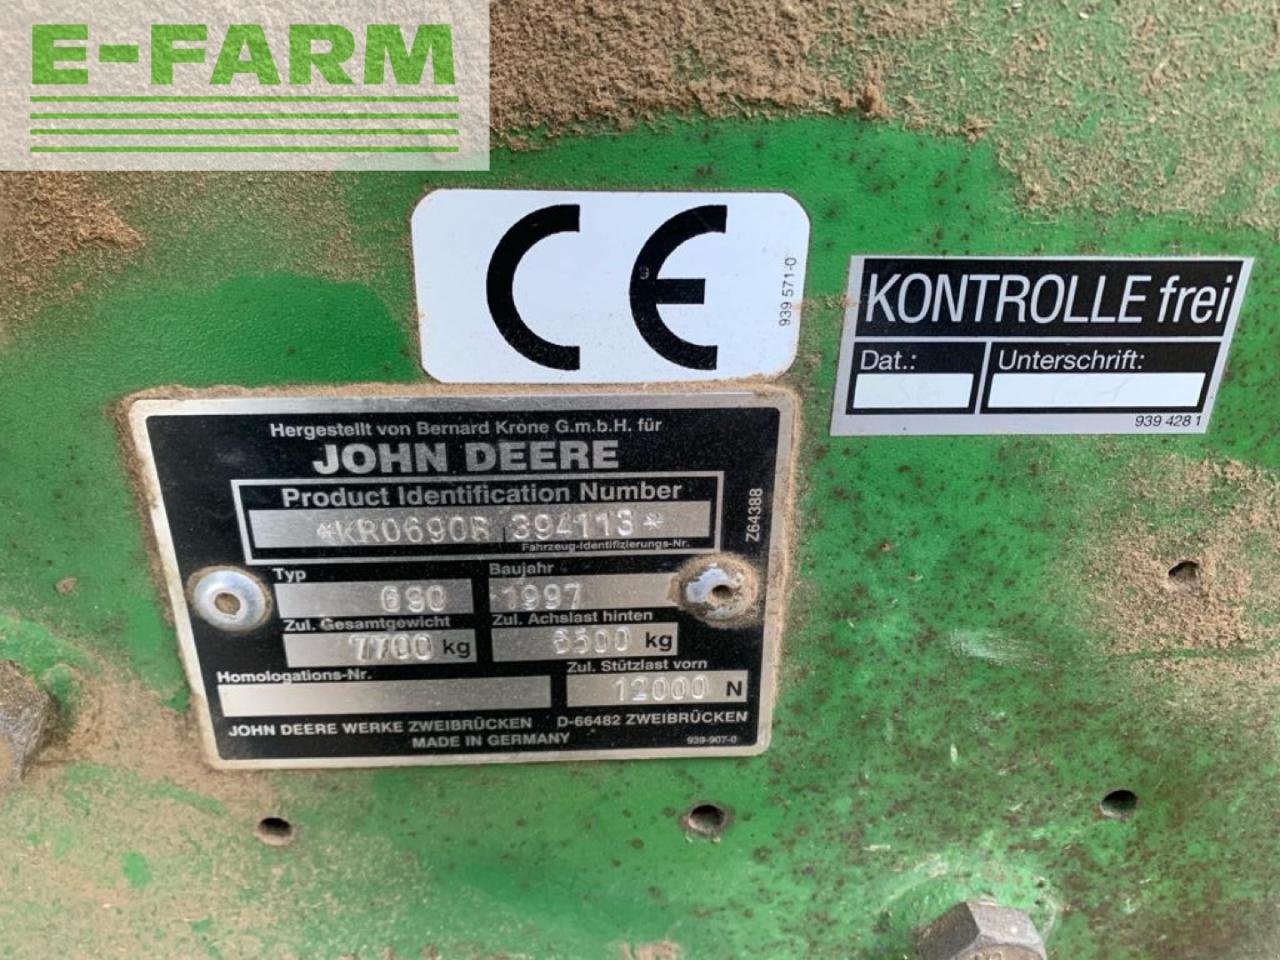 E-FARM
CE
939 571-0
KONTROLLE frei
Dat.: Unterschrift:
939 428 1
Hergestellt von Bernard Krone G.m.b.H. für
JOHN DEERE
Product Identification Number
*KR0690R 394113*
Fahrzeug-Identifizierungs-Nr.
Z64388
Typ Baujahr
690 1997
Zul. Gesamtgewicht Zul. Achslast hinten
7700 kg 6500 kg
Homologations-Nr. Zul. Stützlast vorn
12000 N
JOHN DEERE WERKE ZWEIBRÜCKEN D-66482 ZWEIBRÜCKEN
MADE IN GERMANY 939-907-0